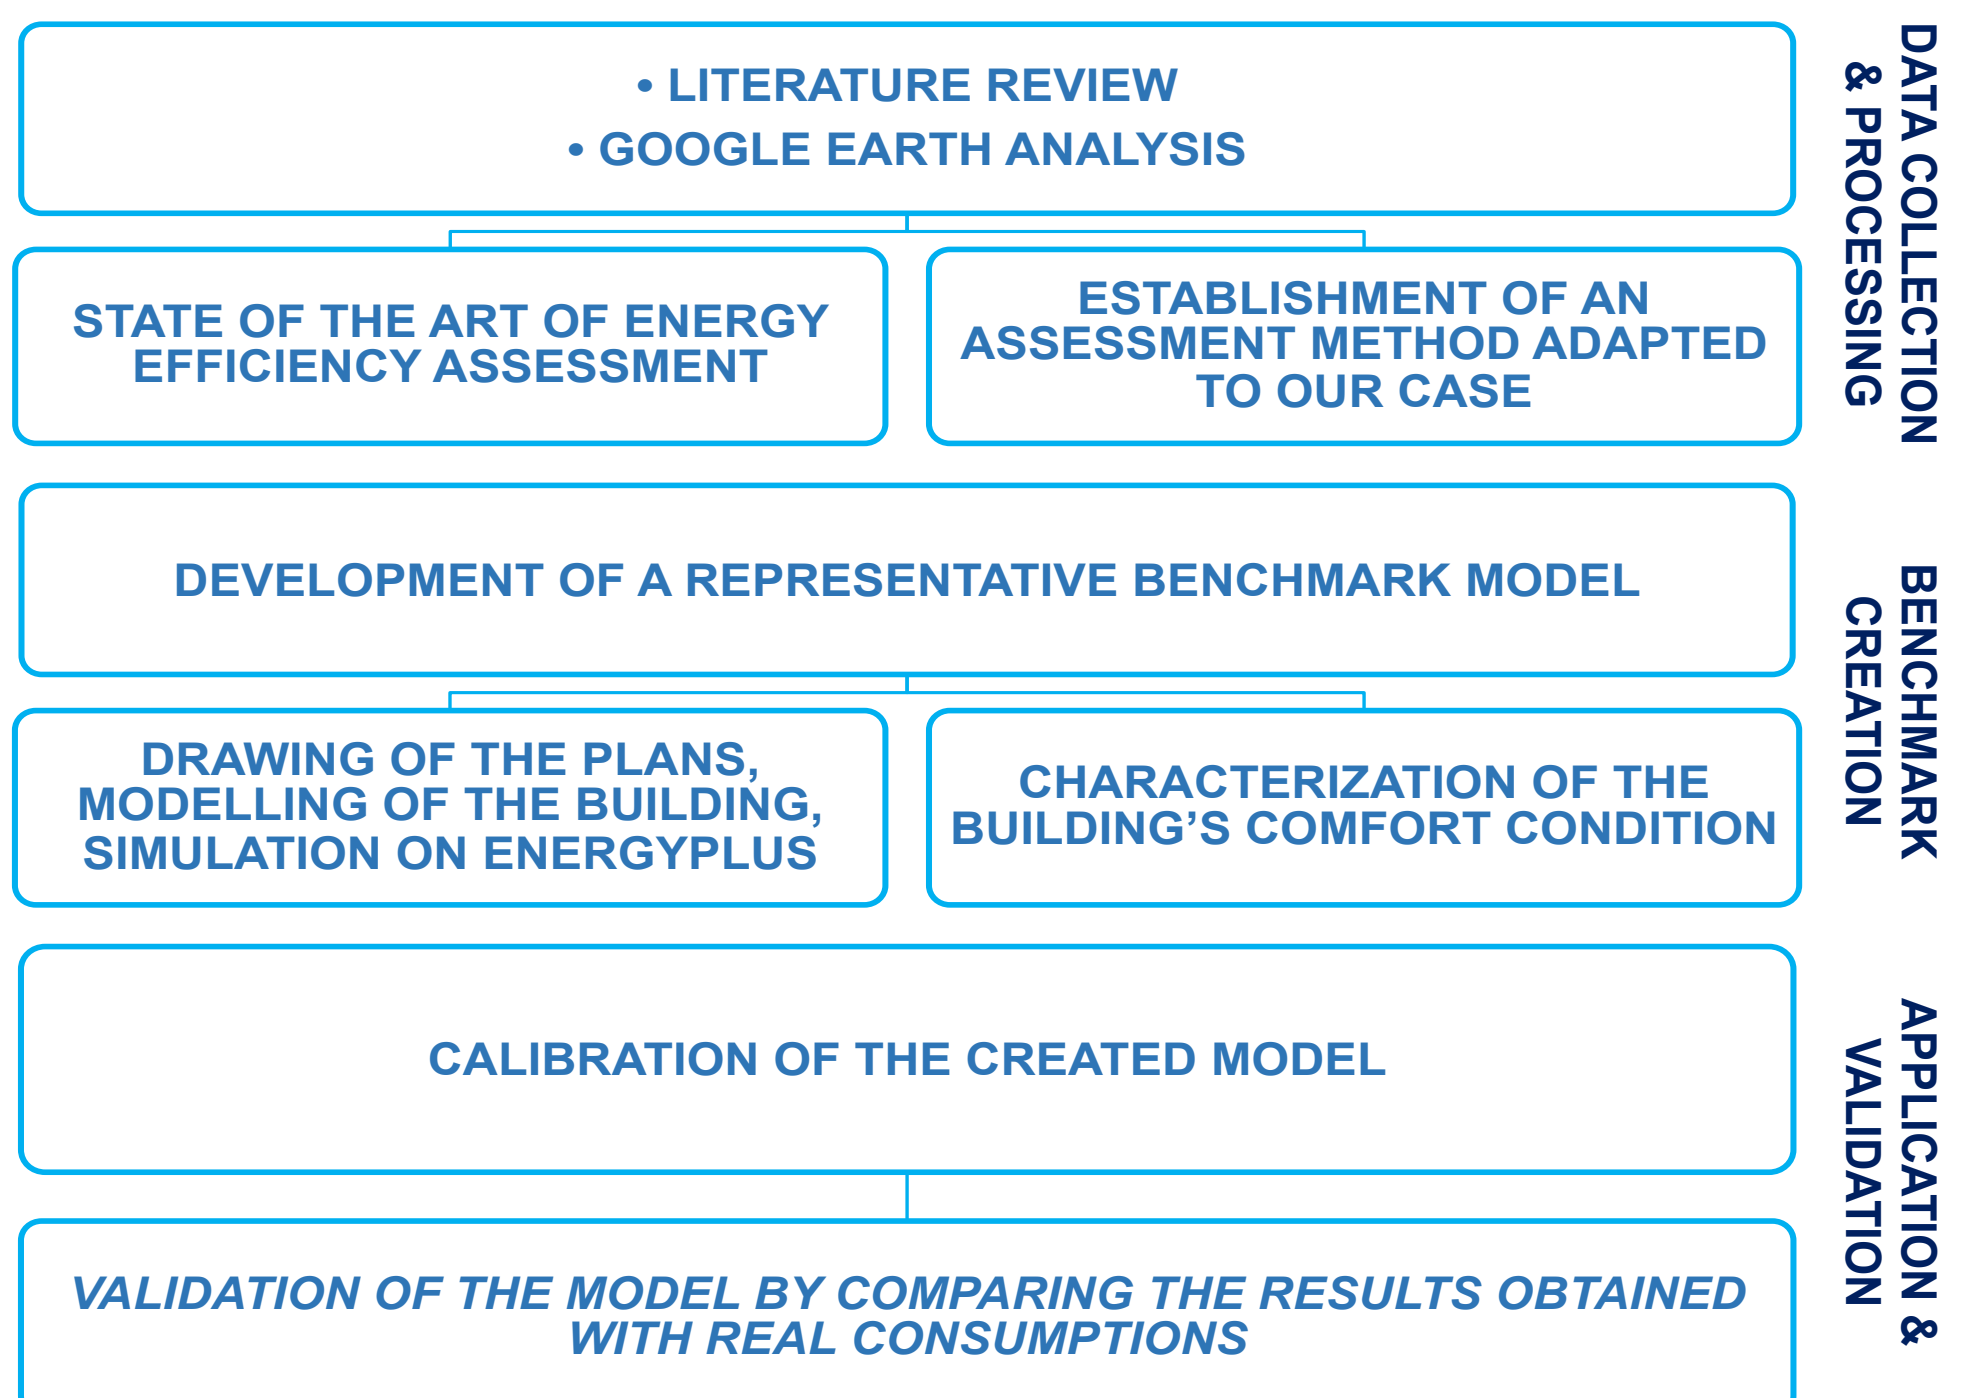 • LITERATURE REVIEW
• GOOGLE EARTH ANALYSIS
STATE OF THE ART OF ENERGY
EFFICIENCY ASSESSMENT
ESTABLISHMENT OF AN
ASSESSMENT METHOD ADAPTED
TO OUR CASE
DATA COLLECTION
& PROCESSING
DEVELOPMENT OF A REPRESENTATIVE BENCHMARK MODEL
DRAWING OF THE PLANS,
MODELLING OF THE BUILDING,
SIMULATION ON ENERGYPLUS
CHARACTERIZATION OF THE
BUILDING’S COMFORT CONDITION
BENCHMARK
CREATION
CALIBRATION OF THE CREATED MODEL
VALIDATION OF THE MODEL BY COMPARING THE RESULTS OBTAINED
WITH REAL CONSUMPTIONS
APPLICATION &
VALIDATION